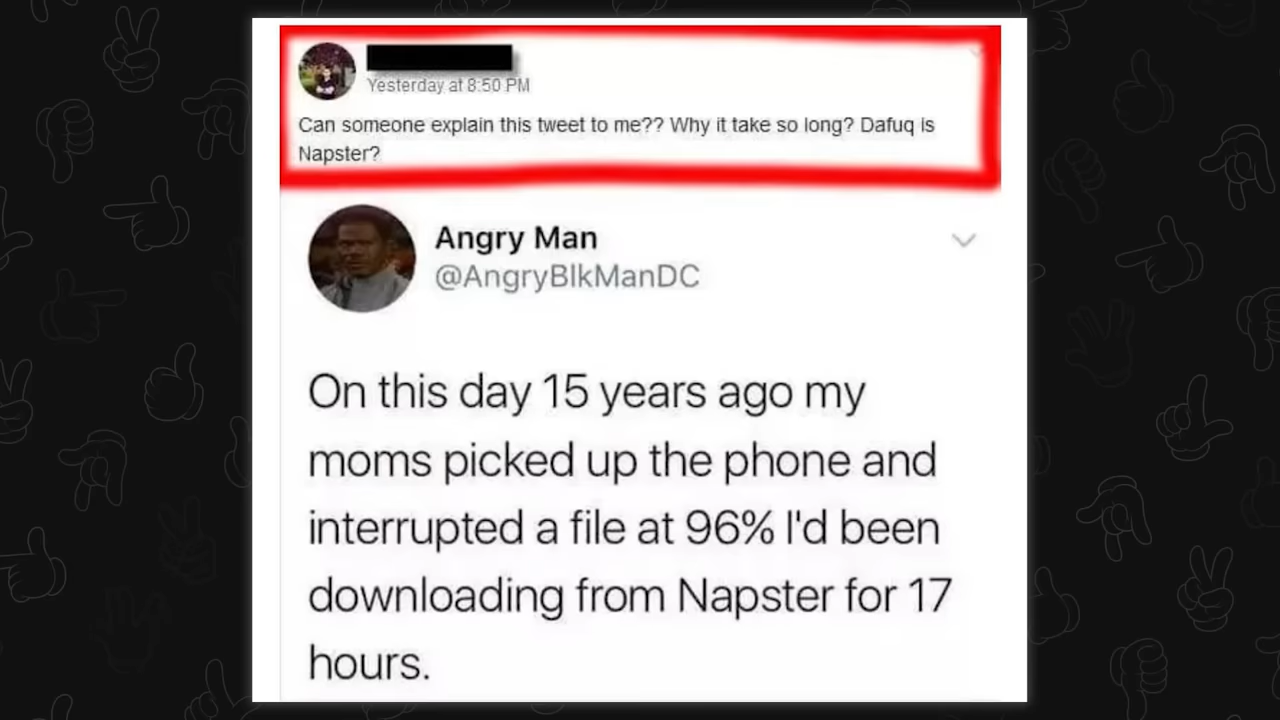 Yesterday at 8:50 PM
Can someone explain this tweet to me?? Why it take so long? Dafuq is
Napster?
Angry Man
@AngryBlkManDC
On this day 15 years ago my
moms picked up the phone and
interrupted a file at 96% I'd been
downloading from Napster for 17
hours.